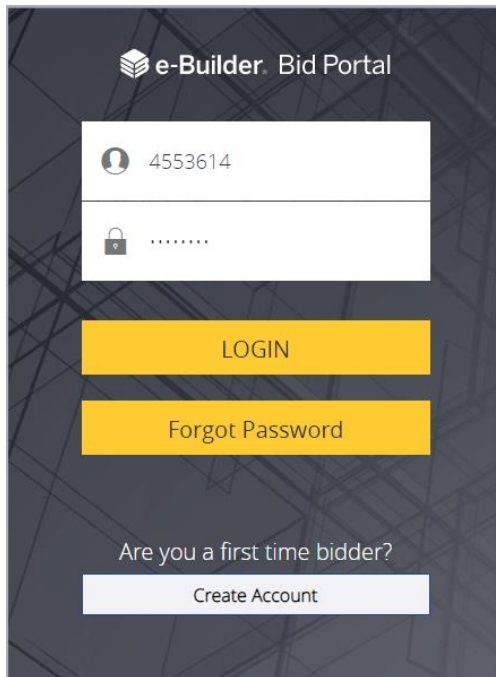 e-Builder. Bid Portal
4553614
········
LOGIN
Forgot Password
Are you a first time bidder?
Create Account